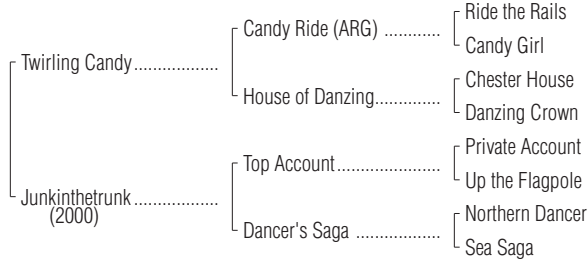 Ride the Rails
Candy Ride (ARG) ............
Candy Girl
Twirling Candy..................
Chester House
House of Danzing..............
Danzing Crown
Private Account
Top Account......................
Up the Flagpole
Junkinthetrunk..................
(2000)
Northern Dancer
Dancer's Saga ..................
Sea Saga